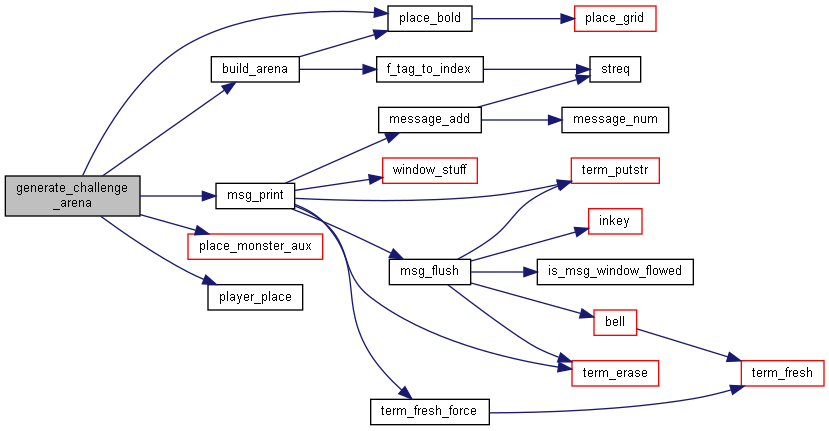 place_bold
place_grid
build_arena
f_tag_to_index
streq
message_add
message_num
generate_challenge
_arena
msg_print
window_stuff
term_putstr
place_monster_aux
inkey
msg_flush
is_msg_window_flowed
player_place
bell
term_erase
term_fresh
term_fresh_force